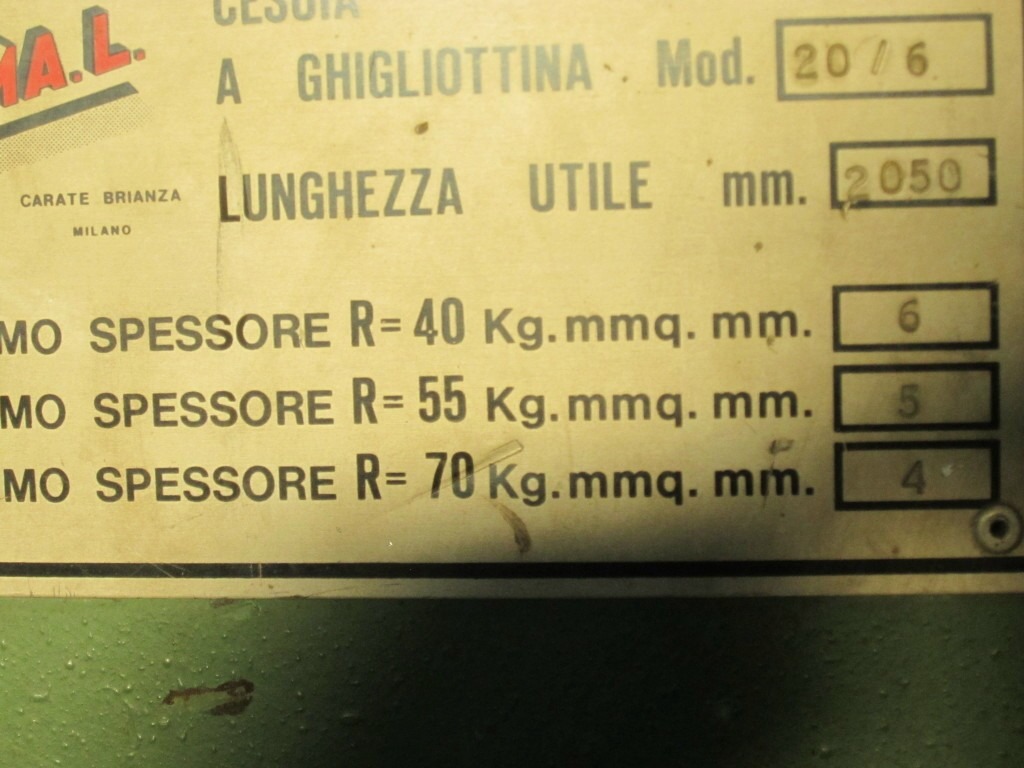 CESOIA
A.L.
A GHIGLIOTTINA Mod. 20/6
CARATE BRIANZA
MILANO
LUNGHEZZA UTILE mm. 2050
MO SPESSORE R= 40 Kg.mmq. mm. 6
MO SPESSORE R= 55 Kg.mmq. mm. 5
MO SPESSORE R= 70 Kg.mmq. mm. 4